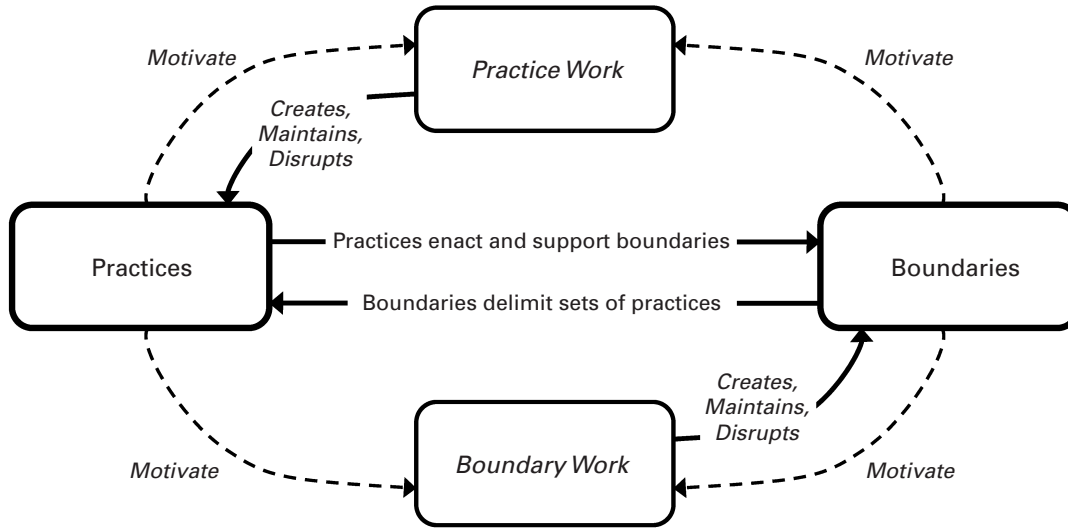 Motivate
Practice Work
Motivate
Creates,
Maintains,
Disrupts
Practices
Practices enact and support boundaries
Boundaries delimit sets of practices
Boundaries
Creates,
Maintains,
Disrupts
Motivate
Boundary Work
Motivate